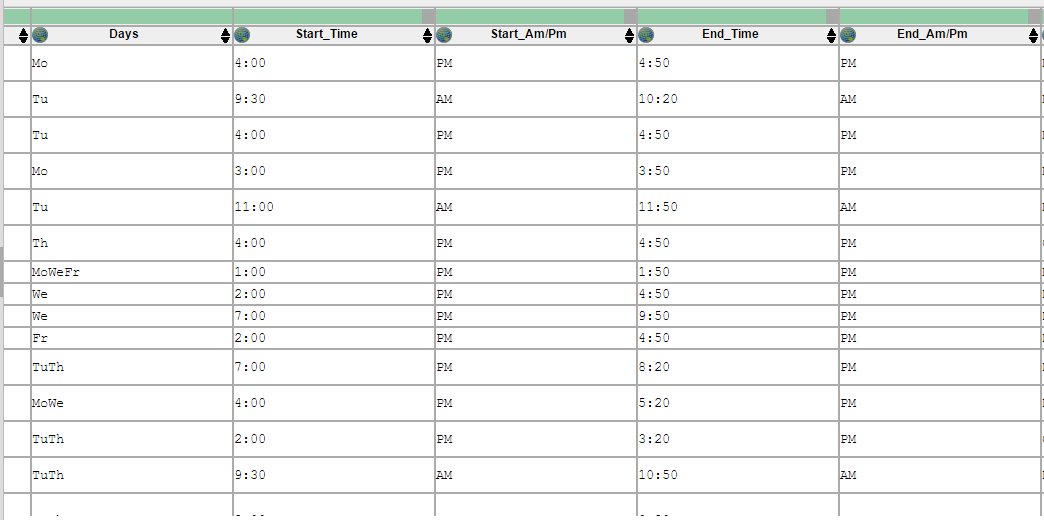 Days Start_Time Start_Am/Pm End_Time End_Am/Pm
Mo 4:00 PM 4:50 PM
Tu 9:30 AM 10:20 AM
Tu 4:00 PM 4:50 PM
Mo 3:00 PM 3:50 PM
Tu 11:00 AM 11:50 AM
Th 4:00 PM 4:50 PM
MoWeFr 1:00 PM 1:50 PM
We 2:00 PM 4:50 PM
We 7:00 PM 9:50 PM
Fr 2:00 PM 4:50 PM
TuTh 7:00 PM 8:20 PM
MoWe 4:00 PM 5:20 PM
TuTh 2:00 PM 3:20 PM
TuTh 9:30 AM 10:50 AM